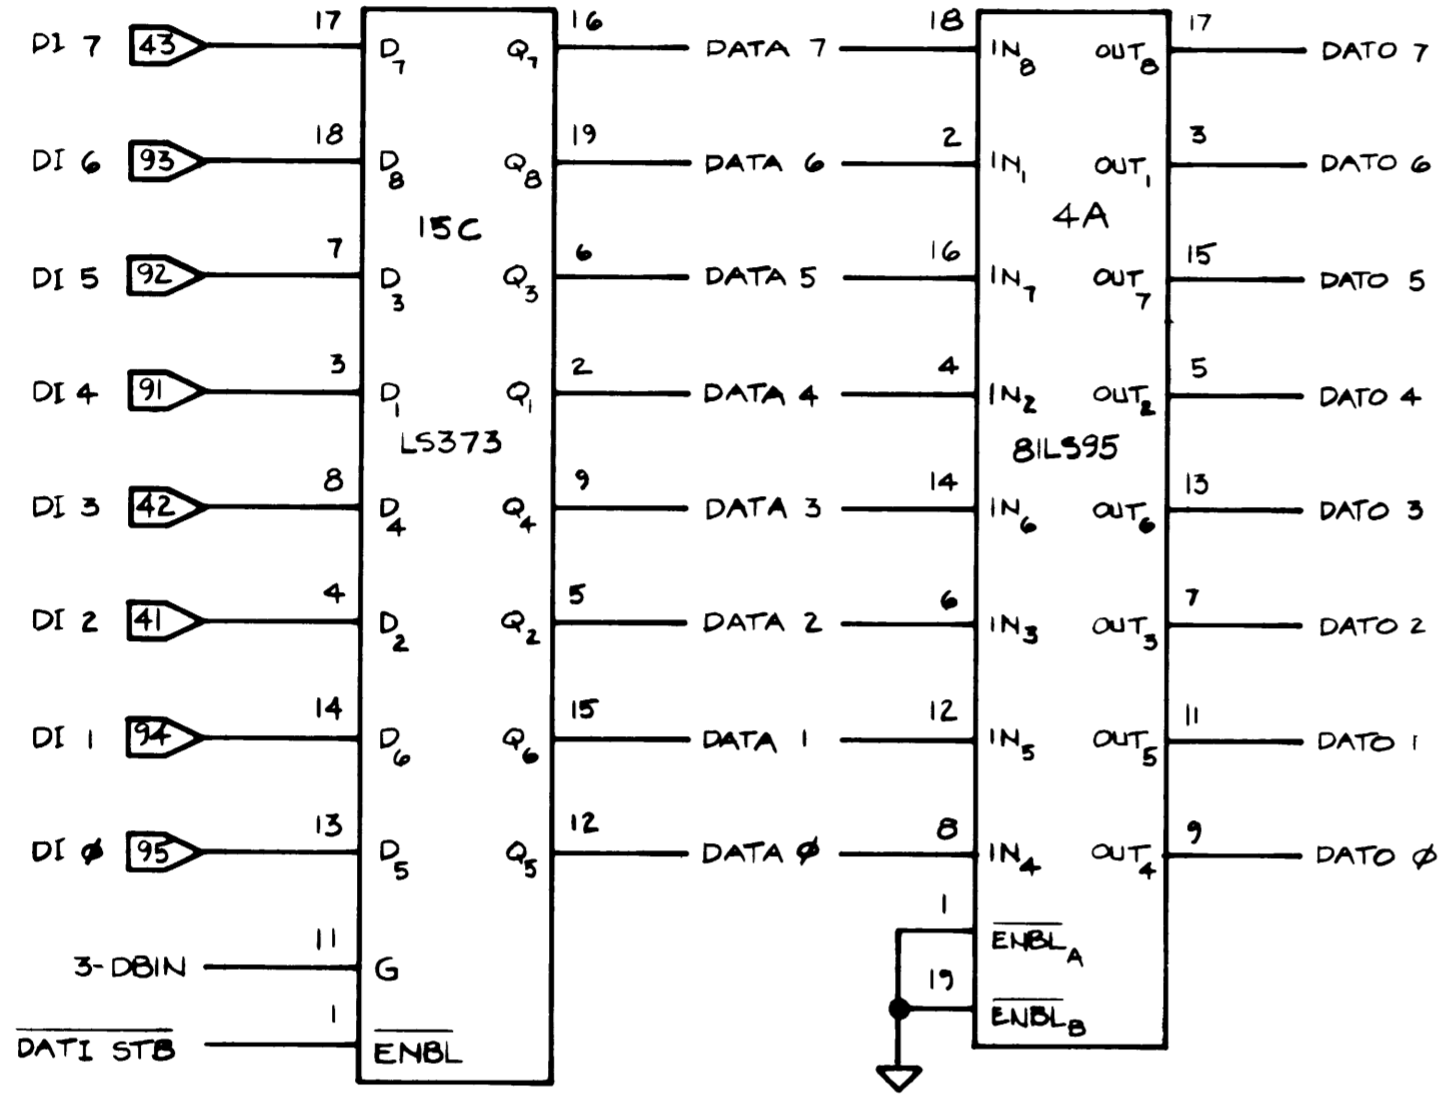 DI 7 43 17 D7 Q7 16 DATA 7 18 IN8 OUT8 17 DATO 7
DI 6 93 18 D8 Q8 19 DATA 6 2 IN1 OUT1 3 DATO 6
15C 4A
DI 5 92 7 D3 Q3 6 DATA 5 16 IN7 OUT7 15 DATO 5
DI 4 91 3 D1 Q1 2 DATA 4 4 IN2 OUT2 5 DATO 4
LS373 81LS95
DI 3 42 8 D4 Q4 9 DATA 3 14 IN6 OUT6 13 DATO 3
DI 2 41 4 D2 Q2 5 DATA 2 6 IN3 OUT3 7 DATO 2
DI 1 94 14 D6 Q6 15 DATA 1 12 IN5 OUT5 11 DATO 1
DI Ø 95 13 D5 Q5 12 DATA Ø 8 IN4 OUT4 9 DATO Ø
1 ENBLA
3-DBIN 11 G
19 ENBLB
DATI STB 1 ENBL